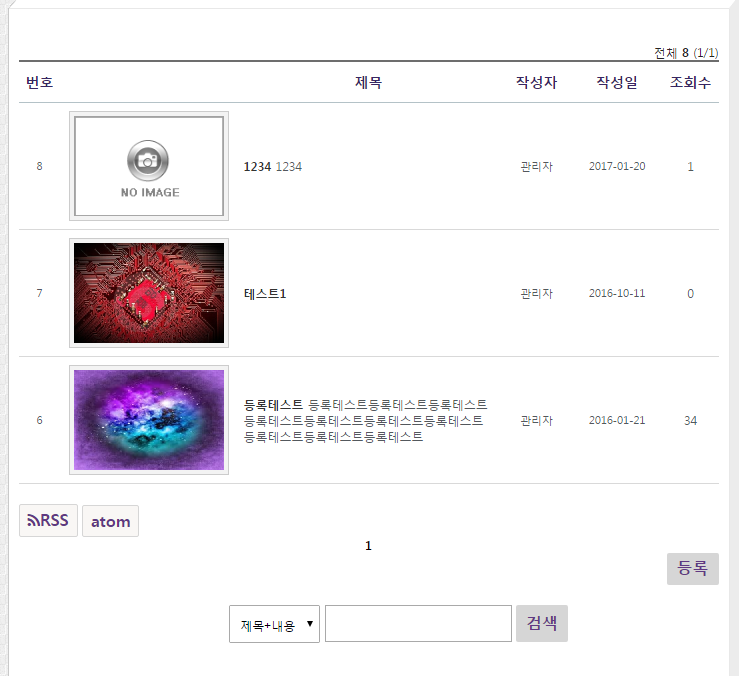 전체 8 (1/1)
번호 제목 작성자 작성일 조회수
8 NO IMAGE 1234 1234 관리자 2017-01-20 1
7 테스트1 관리자 2016-10-11 0
등록테스트 등록테스트등록테스트등록테스트
6 등록테스트등록테스트등록테스트등록테스트 관리자 2016-01-21 34
등록테스트등록테스트등록테스트
RSS atom
1
등록
제목+내용 검색